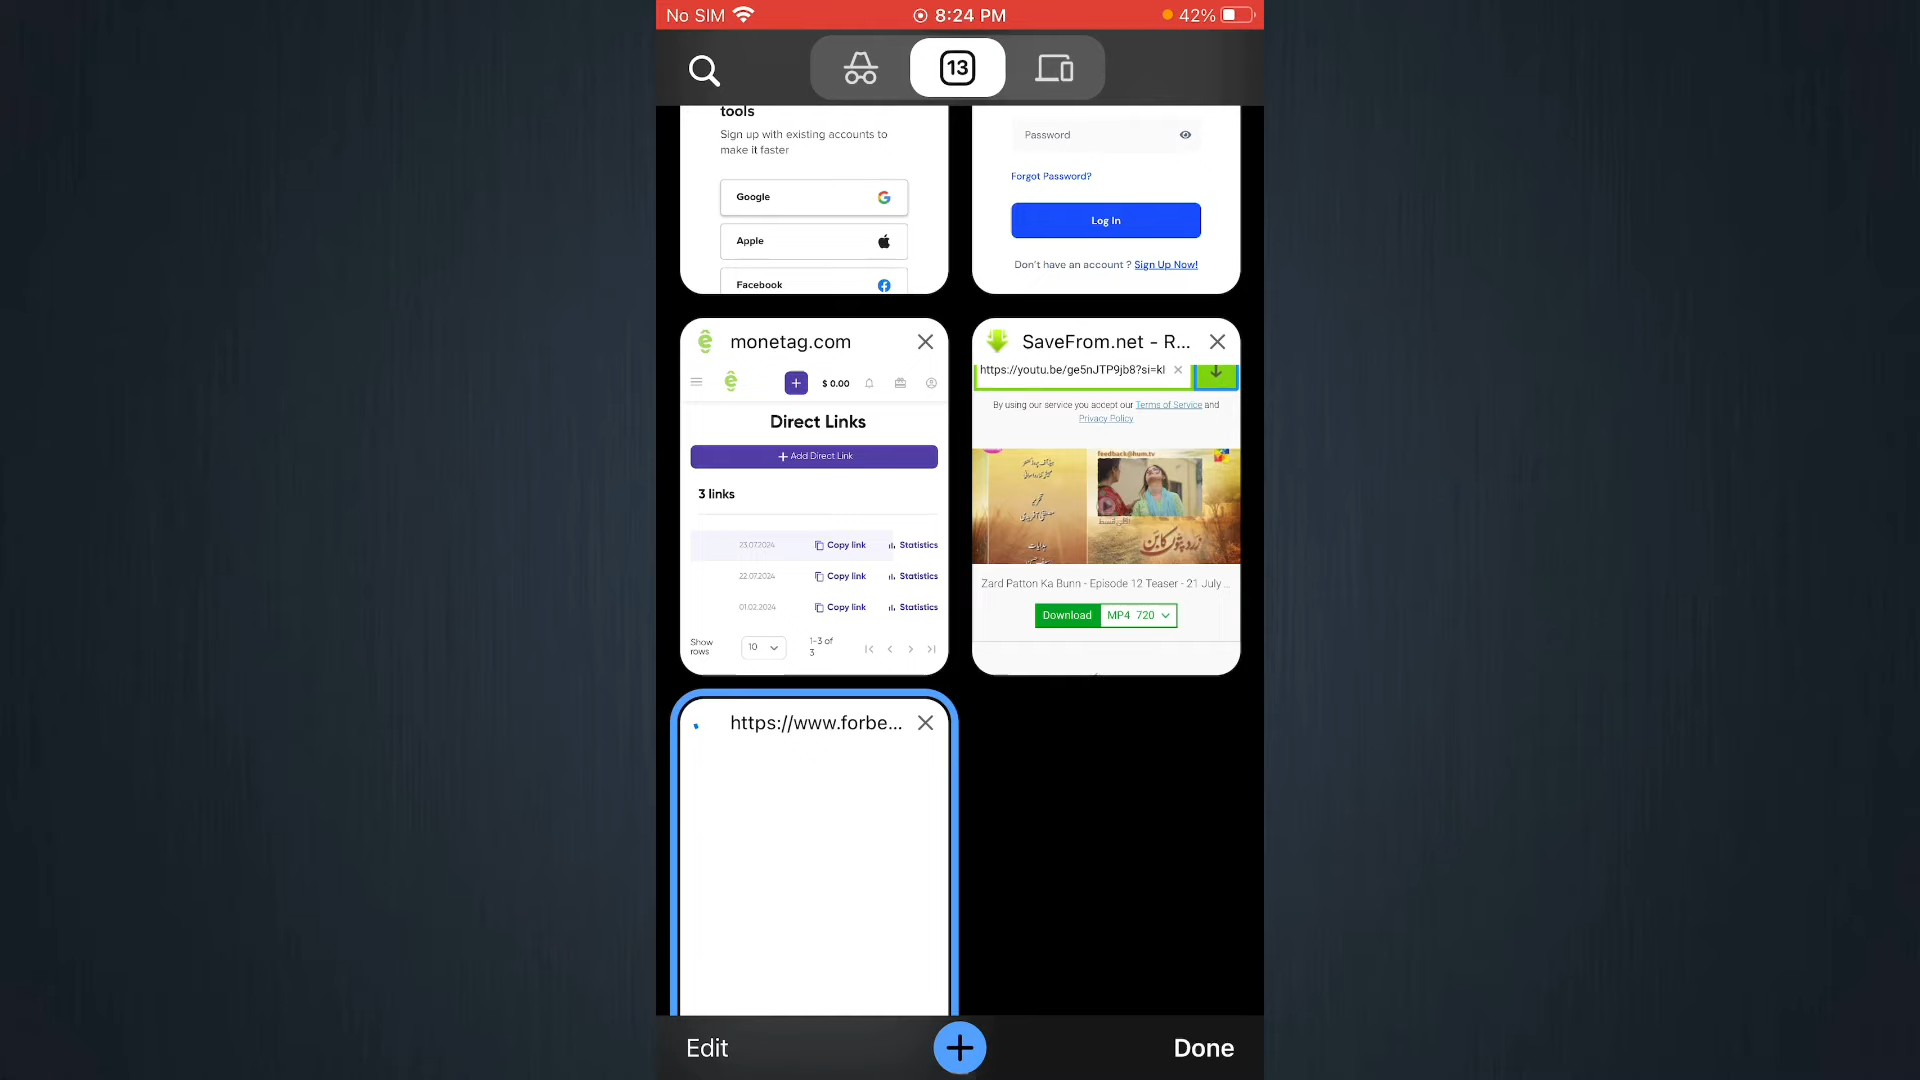 No SIM
8:24 PM
42%
13
tools
Sign up with existing accounts to
make it faster
Google
Apple
Facebook
Password
Forgot Password?
Log In
Don't have an account ? Sign Up Now!
monetag.com
$ 0.00
Direct Links
+ Add Direct Link
3 links
23.07.2024 Copy link Statistics
22.07.2024 Copy link Statistics
01.02.2024 Copy link Statistics
Show
rows
10
1-3 of
3
SaveFrom.net - R...
https://youtu.be/ge5nJTP9jb8?si=kl
By using our service you accept our Terms of Service and
Privacy Policy
feedback@hum.tv
زرد پتوں کا بن
Zard Patton Ka Bunn - Episode 12 Teaser - 21 July ...
Download MP4 720
https://www.forbe...
Edit
Done